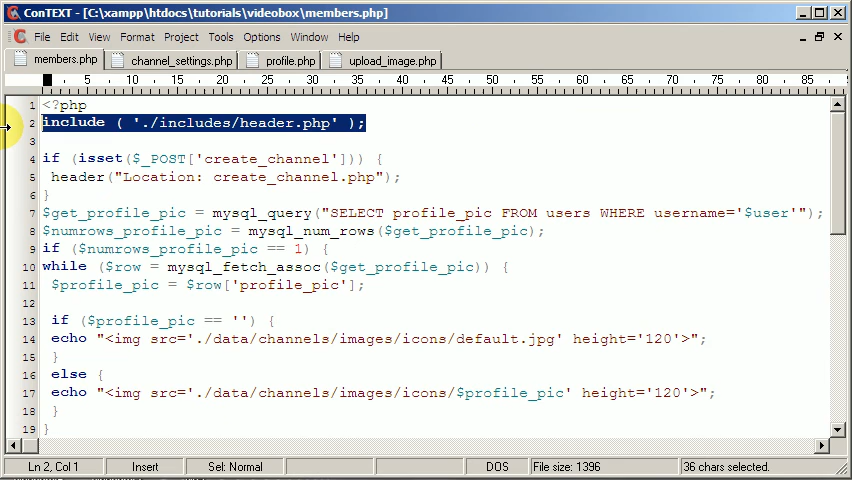 ConTEXT - [C:\xampp\htdocs\tutorials\videobox\members.php]
File Edit View Format Project Tools Options Window Help
members.php channel_settings.php profile.php upload_image.php
5 10 15 20 25 30 35 40 45 50 55 60 65 70 75 80 85
1 <?php
2 include ( './includes/header.php' );
3
4 if (isset($_POST['create_channel'])) {
5 header("Location: create_channel.php");
6 }
7 $get_profile_pic = mysql_query("SELECT profile_pic FROM users WHERE username='$user'");
8 $numrows_profile_pic = mysql_num_rows($get_profile_pic);
9 if ($numrows_profile_pic == 1) {
10 while ($row = mysql_fetch_assoc($get_profile_pic)) {
11 $profile_pic = $row['profile_pic'];
12
13 if ($profile_pic == '') {
14 echo "<img src='./data/channels/images/icons/default.jpg' height='120'>";
15 }
16 else {
17 echo "<img src='./data/channels/images/icons/$profile_pic' height='120'>";
18 }
19 }
Ln 2, Col 1 Insert Sel: Normal DOS File size: 1396 36 chars selected.